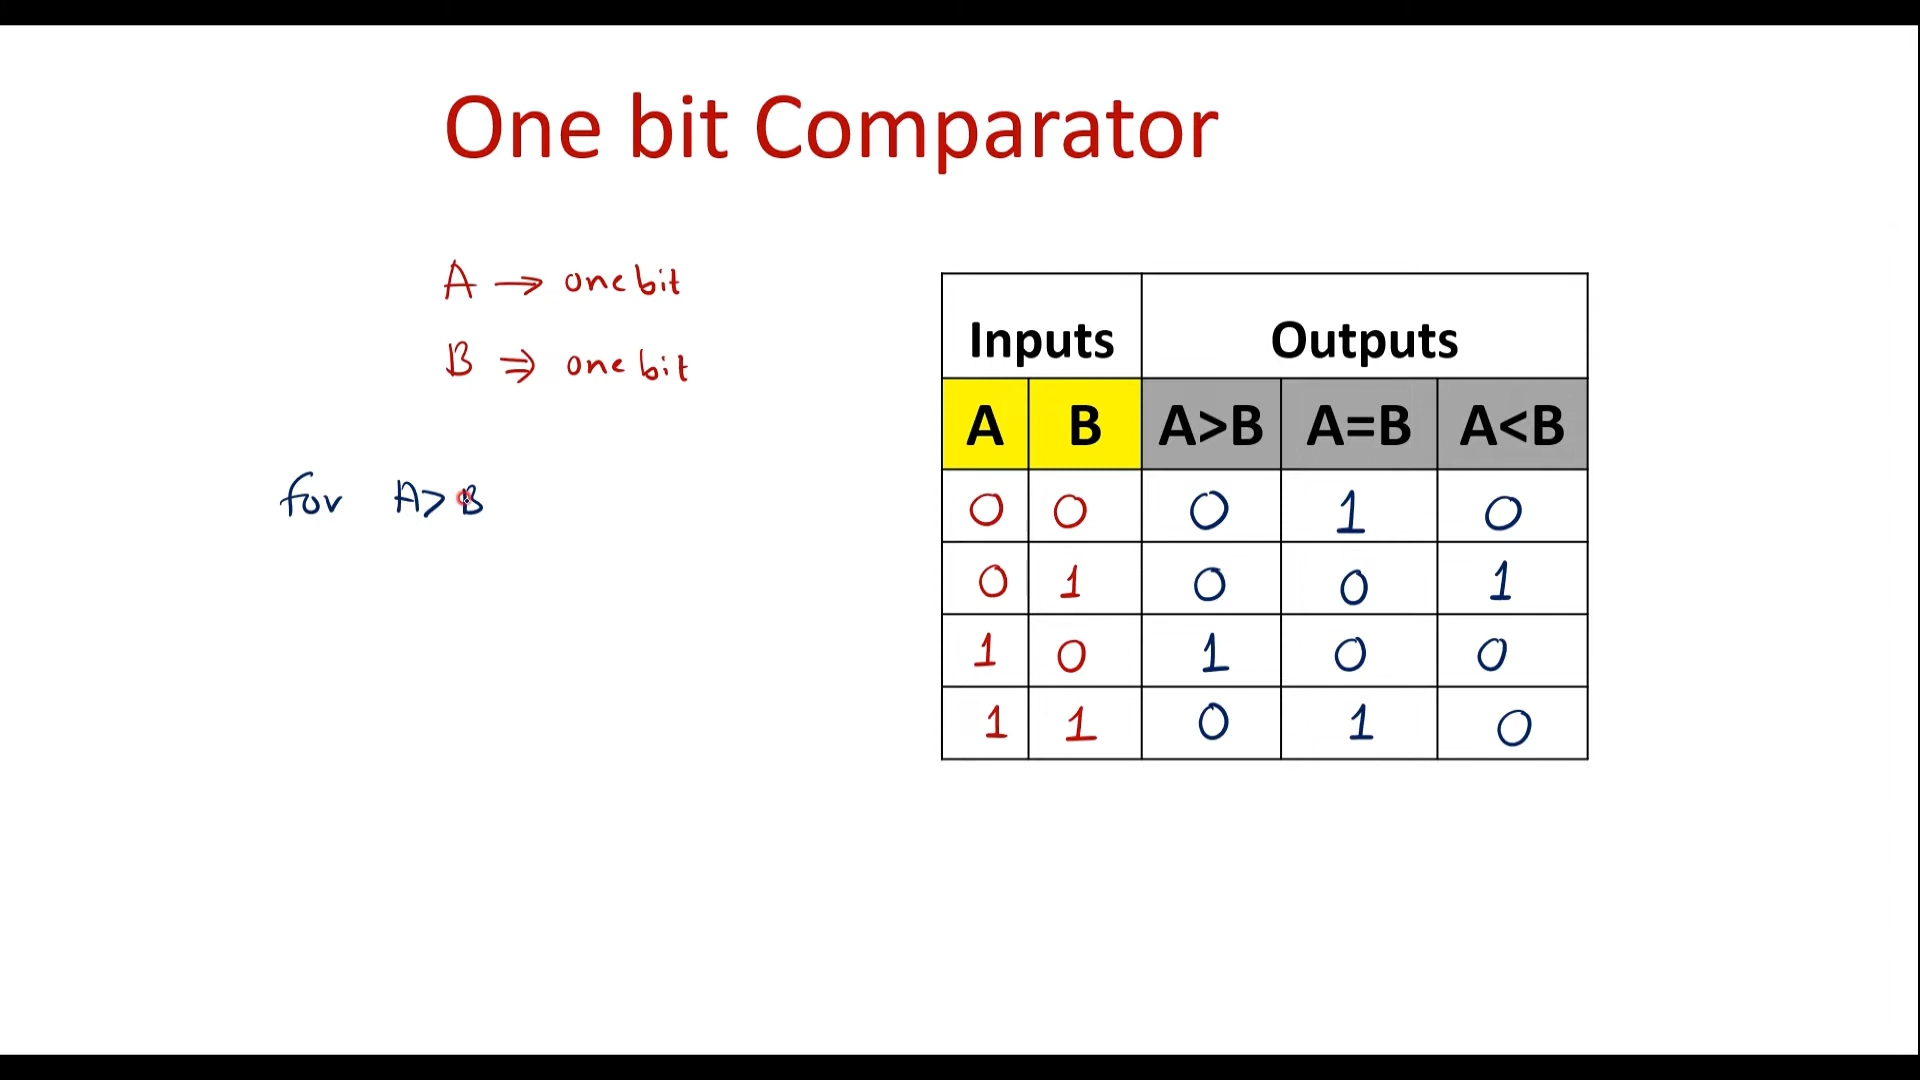 One bit Comparator
A → one bit
B ⇒ one bit
for A>B
Inputs Outputs
A B A>B A=B A<B
0 0 0 1 0
0 1 0 0 1
1 0 1 0 0
1 1 0 1 0